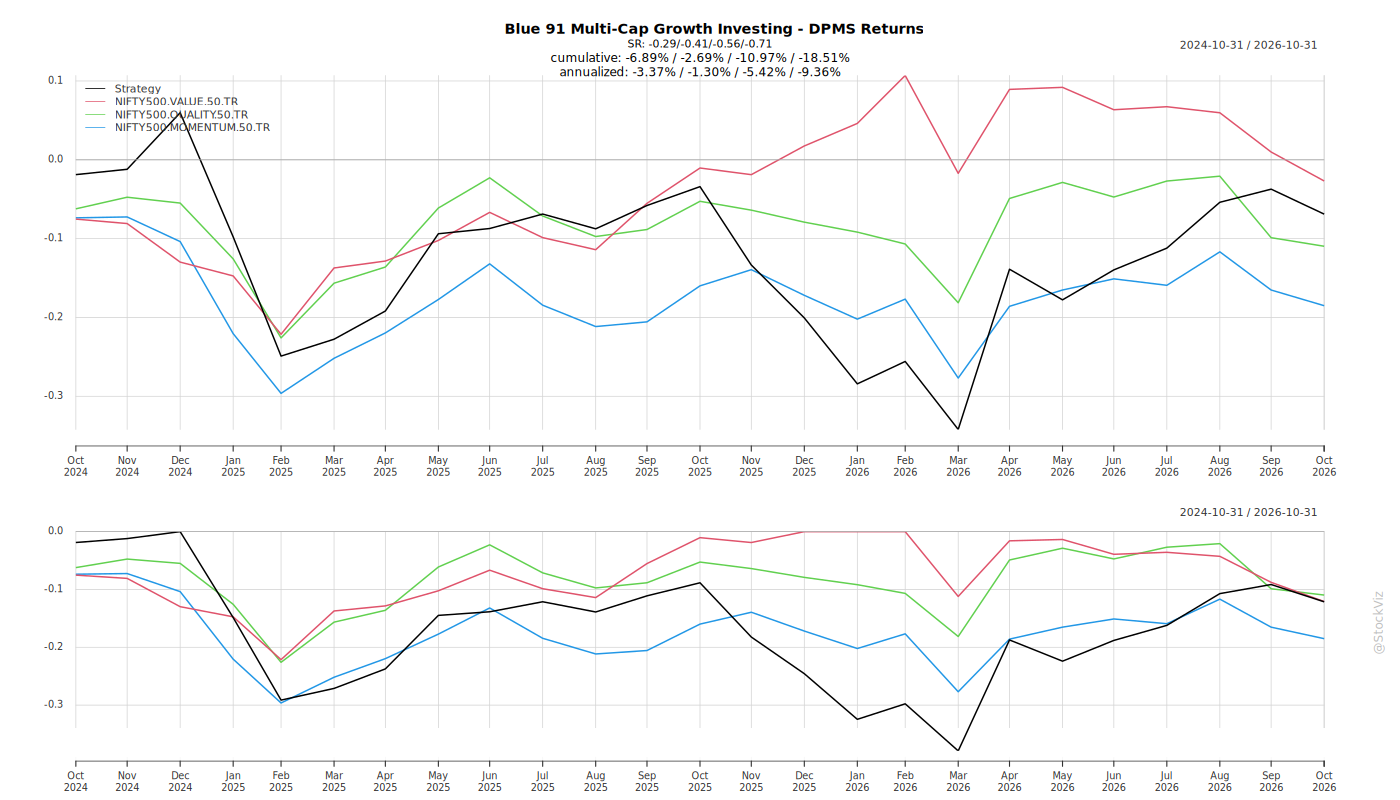 Blue 91 Multi-Cap Growth Investing - DPMS Returns
SR: -0.29/-0.41/-0.56/-0.71
cumulative: -6.89% / -2.69% / -10.97% / -18.51%
annualized: -3.37% / -1.30% / -5.42% / -9.36%
2024-10-31 / 2026-10-31
Strategy
NIFTY500.VALUE.50.TR
NIFTY500.QUALITY.50.TR
NIFTY500.MOMENTUM.50.TR
0.1
0.0
-0.1
-0.2
-0.3
Oct Nov Dec Jan Feb Mar Apr May Jun Jul Aug Sep Oct Nov Dec Jan Feb Mar Apr May Jun Jul Aug Sep Oct
2024 2024 2024 2025 2025 2025 2025 2025 2025 2025 2025 2025 2025 2025 2025 2026 2026 2026 2026 2026 2026 2026 2026 2026 2026
2024-10-31 / 2026-10-31
0.0
-0.1
-0.2
-0.3
Oct Nov Dec Jan Feb Mar Apr May Jun Jul Aug Sep Oct Nov Dec Jan Feb Mar Apr May Jun Jul Aug Sep Oct
2024 2024 2024 2025 2025 2025 2025 2025 2025 2025 2025 2025 2025 2025 2025 2026 2026 2026 2026 2026 2026 2026 2026 2026 2026
@StockViz